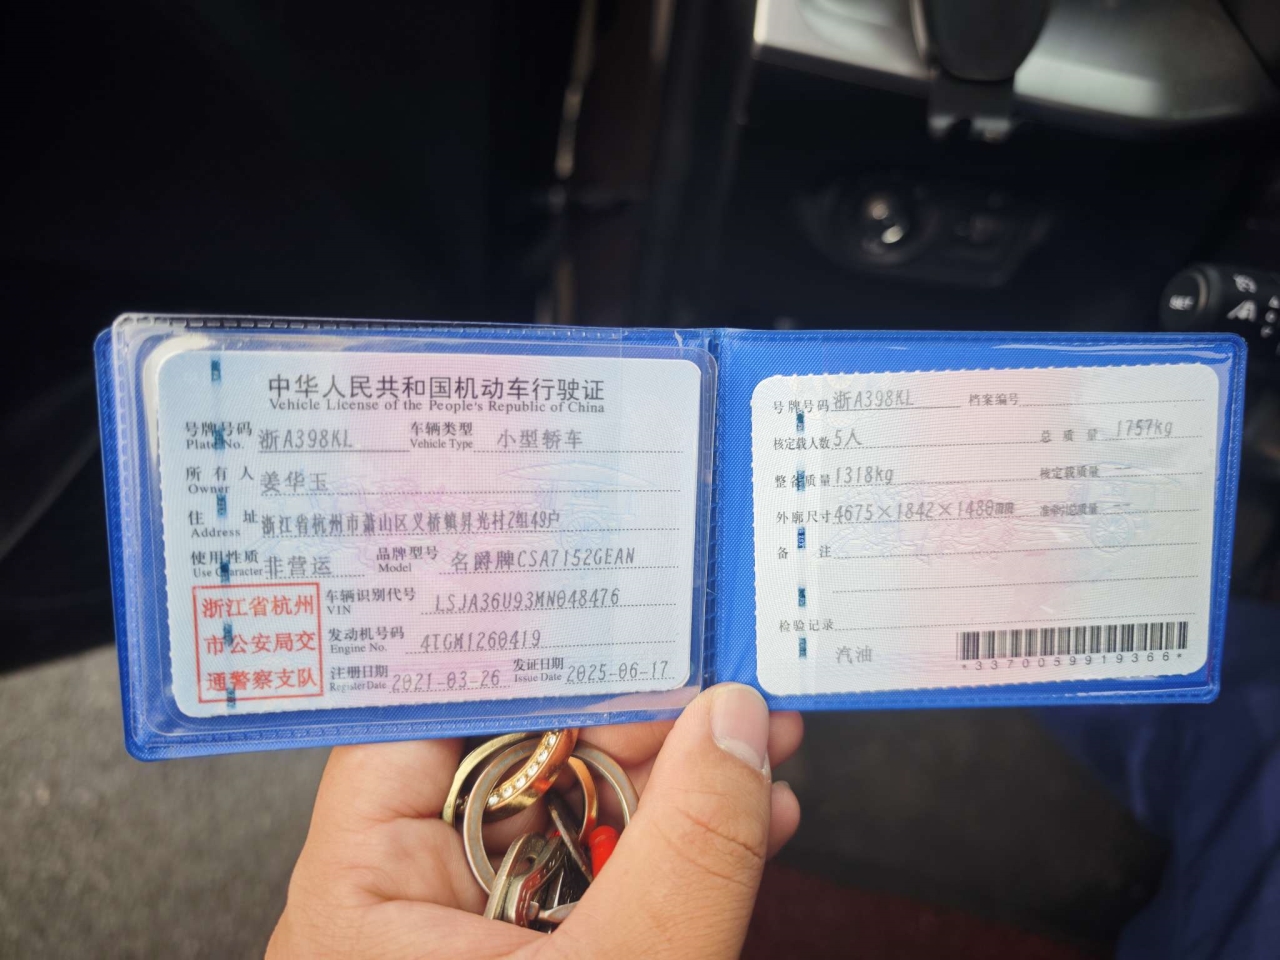 中华人民共和国机动车行驶证
Vehicle License of the People's Republic of China
号牌号码 浙A398KL 车辆类型 小型轿车
Plate No. Vehicle Type
所有人 姜华玉
Owner
住址 浙江省杭州市萧山区义桥镇昇光村2组49户
Address
使用性质 非营运 品牌型号 名爵牌CSA7152GEAN
Use Character Model
浙江省杭州
市公安局交
通警察支队
车辆识别代号 LSJA36U93MN048476
VIN
发动机号码 4TGM1260419
Engine No.
注册日期 2021-03-26 发证日期 2025-06-17
Register Date Issue Date
号牌号码 浙A398KL 档案编号
核定载人数 5人 总质量 1757kg
整备质量 1318kg 核定载质量 --
外廓尺寸 4675×1842×1480 --
备注
检验记录
汽油
*3370059919366*